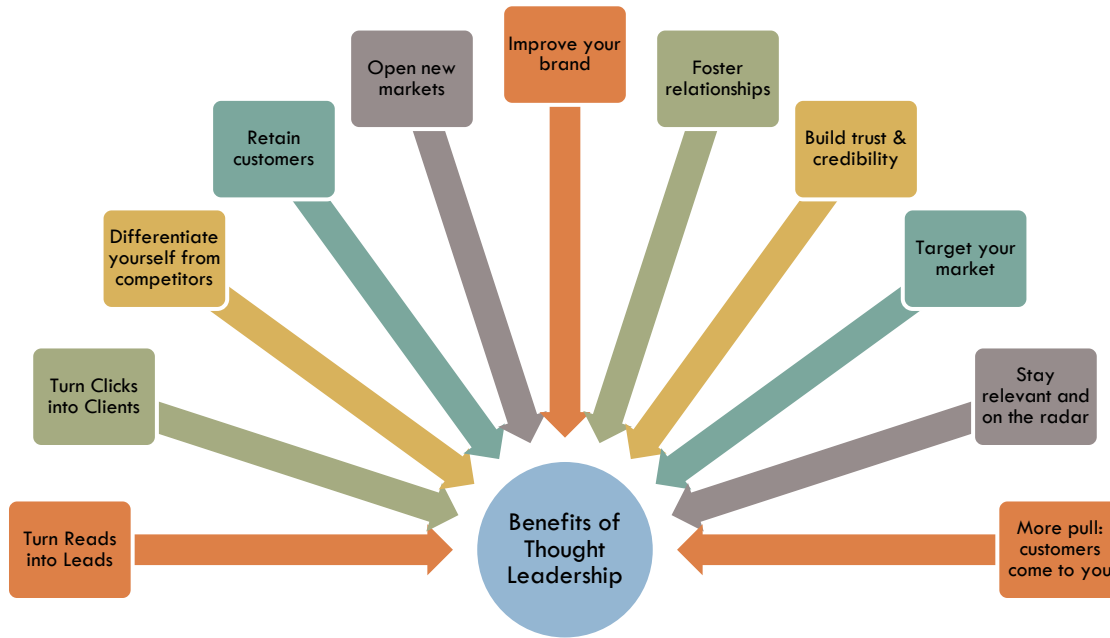 Improve your
brand
Open new
markets
Foster
relationships
Retain
customers
Build trust &
credibility
Differentiate
yourself from
competitors
Target your
market
Turn Clicks
into Clients
Stay
relevant and
on the radar
Turn Reads
into Leads
Benefits of
Thought
Leadership
More pull:
customers
come to you